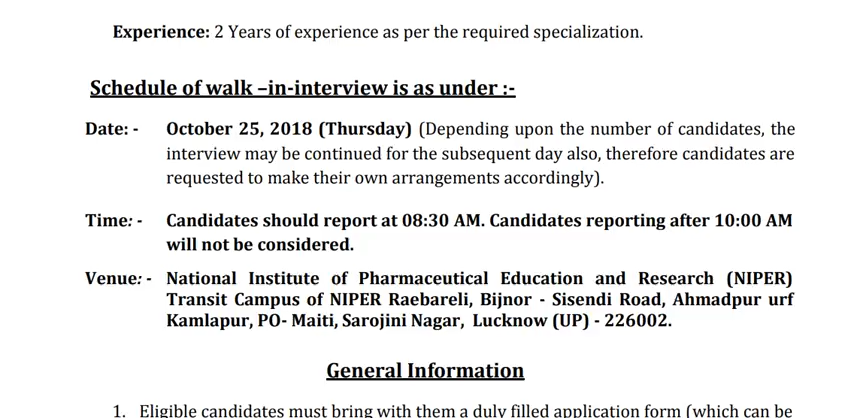 Experience: 2 Years of experience as per the required specialization.
Schedule of walk –in-interview is as under :-
Date: - October 25, 2018 (Thursday) (Depending upon the number of candidates, the
interview may be continued for the subsequent day also, therefore candidates are
requested to make their own arrangements accordingly).
Time: - Candidates should report at 08:30 AM. Candidates reporting after 10:00 AM
will not be considered.
Venue: - National Institute of Pharmaceutical Education and Research (NIPER)
Transit Campus of NIPER Raebareli, Bijnor - Sisendi Road, Ahmadpur urf
Kamlapur, PO- Maiti, Sarojini Nagar, Lucknow (UP) - 226002.
General Information
1. Eligible candidates must bring with them a duly filled application form (which can be